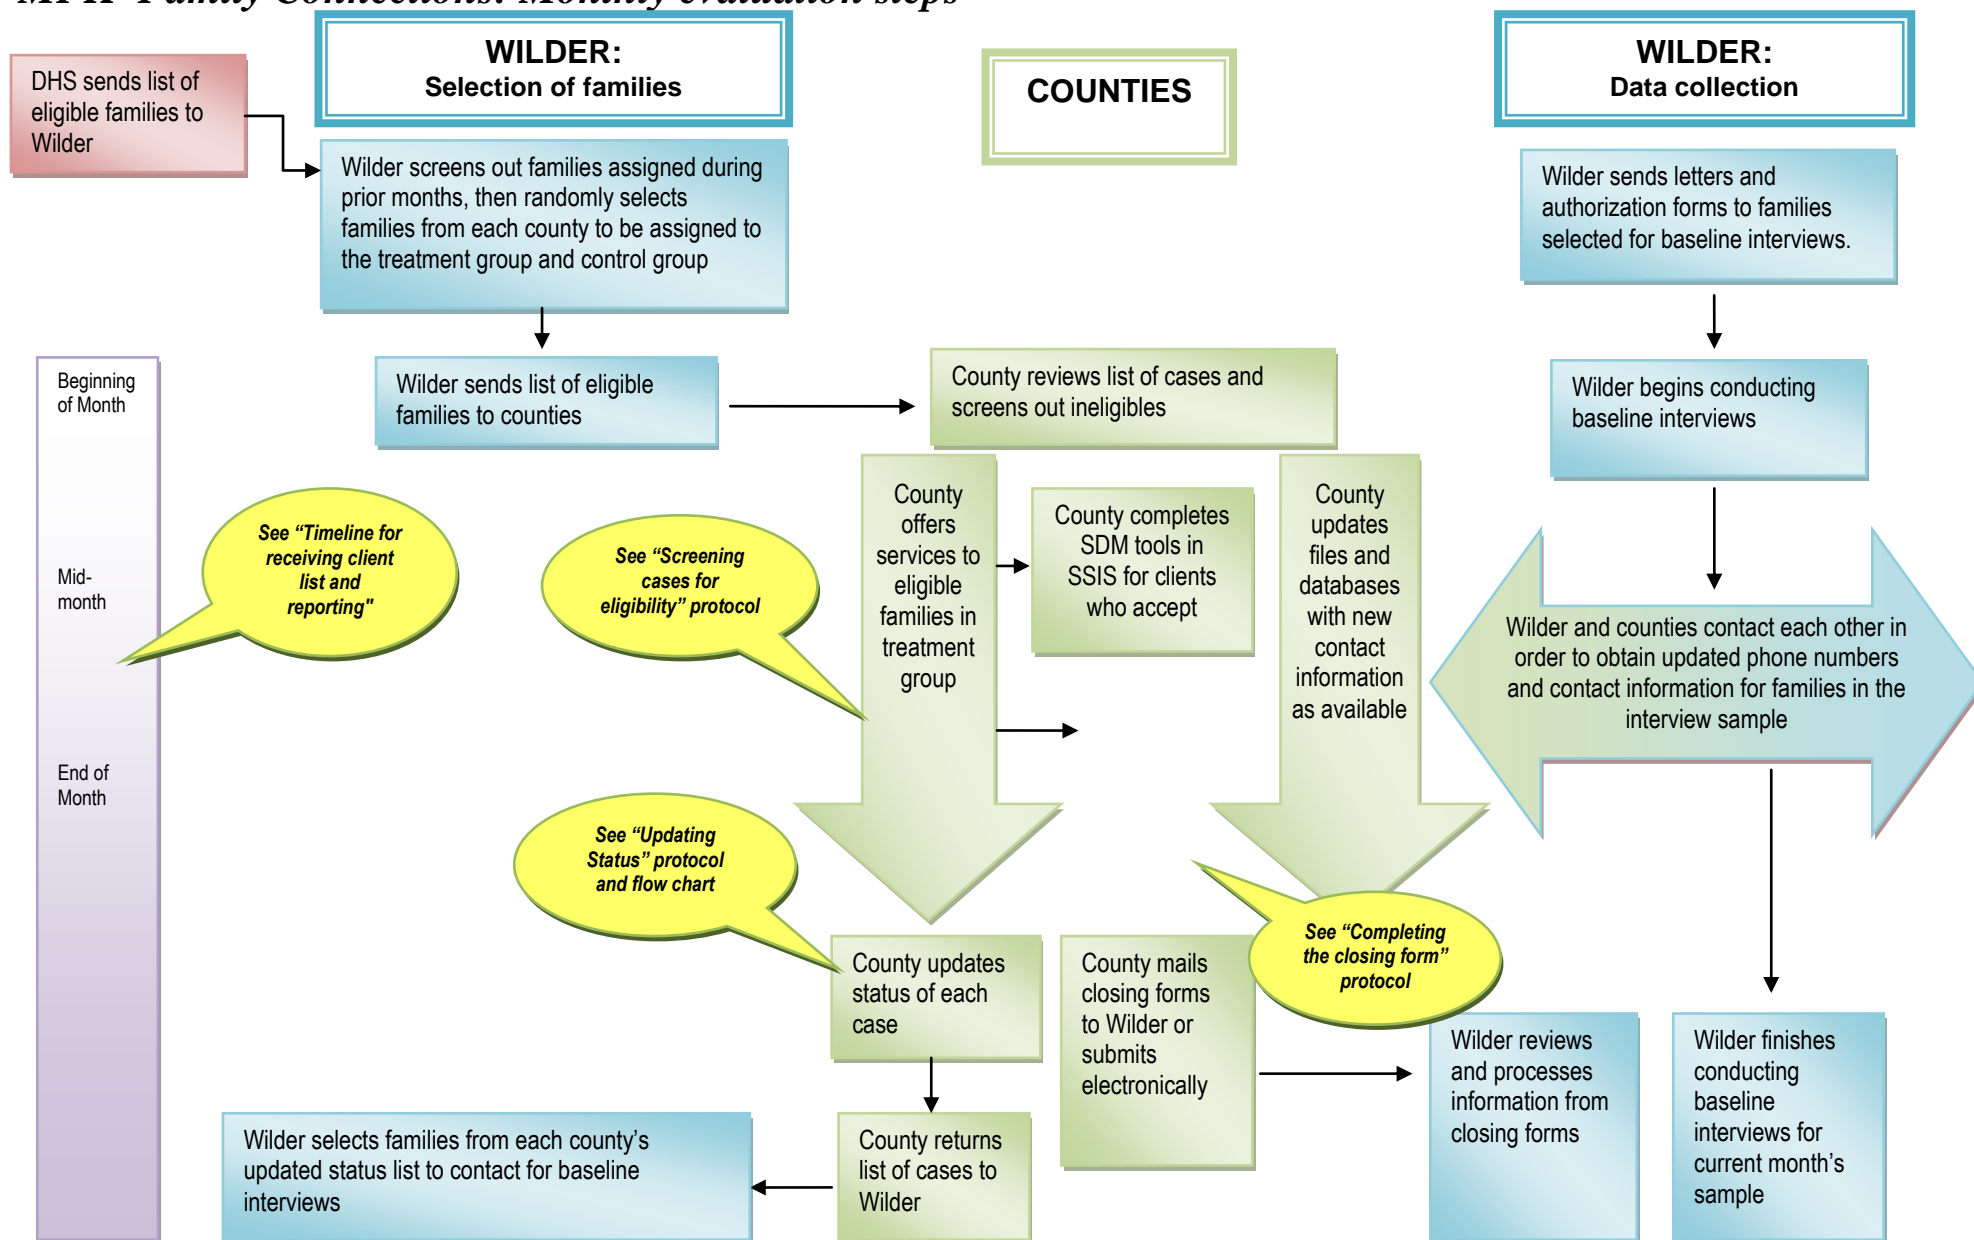 Family Connections: Monthly evaluation steps
DHS sends list of
eligible families to
Wilder
WILDER:
Selection of families
COUNTIES
WILDER:
Data collection
Wilder screens out families assigned during
prior months, then randomly selects
families from each county to be assigned to
the treatment group and control group
Wilder sends letters and
authorization forms to families
selected for baseline interviews.
Beginning
of Month
Mid-
month
End of
Month
Wilder sends list of eligible
families to counties
County reviews list of cases and
screens out ineligibles
Wilder begins conducting
baseline interviews
See “Timeline for
receiving client
list and
reporting"
See “Screening
cases for
eligibility” protocol
County
offers
services to
eligible
families in
treatment
group
County completes
SDM tools in
SSIS for clients
who accept
County
updates
files and
databases
with new
contact
information
as available
Wilder and counties contact each other in
order to obtain updated phone numbers
and contact information for families in the
interview sample
See “Updating
Status” protocol
and flow chart
See “Completing
the closing form”
protocol
County updates
status of each
case
County mails
closing forms
to Wilder or
submits
electronically
Wilder reviews
and processes
information from
closing forms
Wilder finishes
conducting
baseline
interviews for
current month’s
sample
Wilder selects families from each county’s
updated status list to contact for baseline
interviews
County returns
list of cases to
Wilder